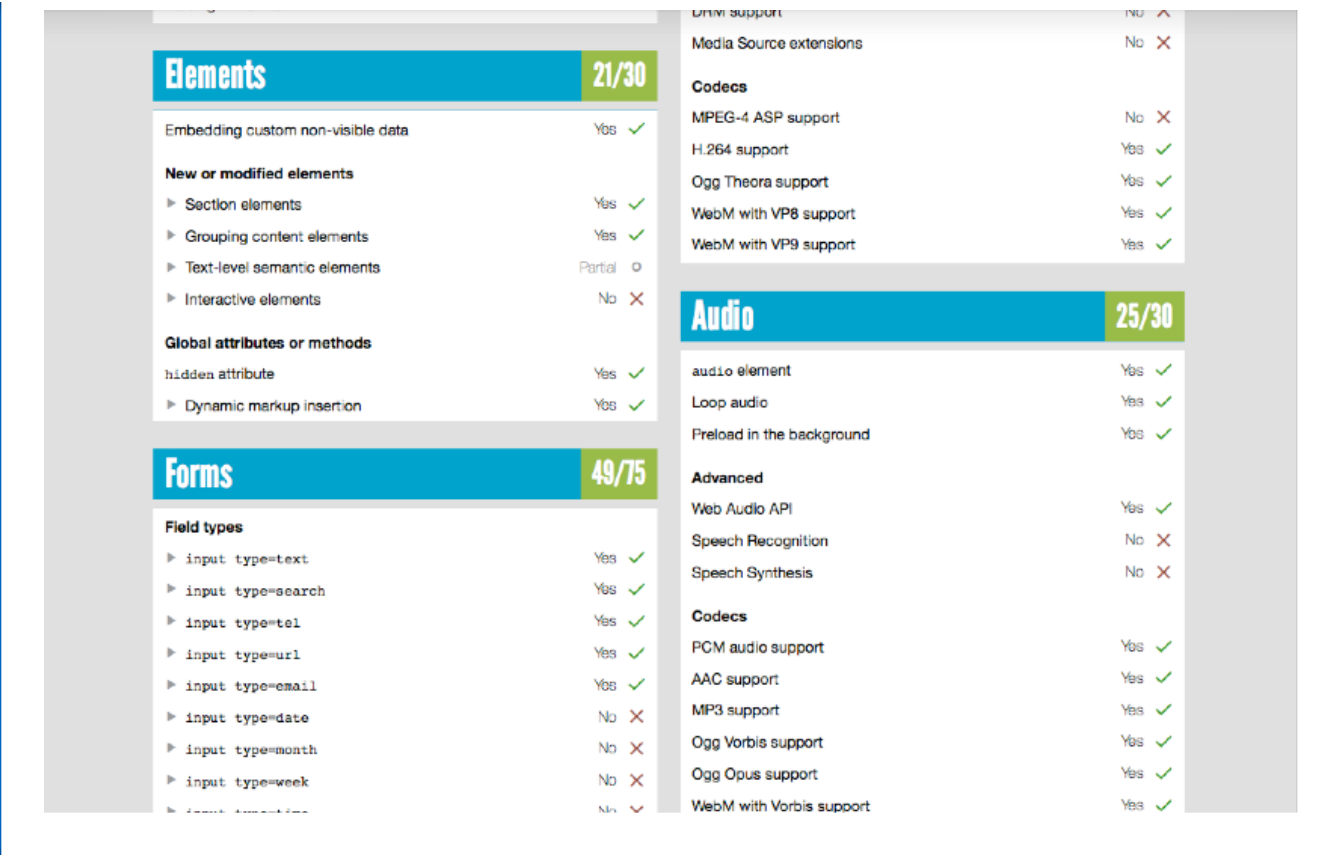 Elements 21/30
Embedding custom non-visible data Yes
New or modified elements
Section elements Yes
Grouping content elements Yes
Text-level semantic elements Partial
Interactive elements No
Global attributes or methods
hidden attribute Yes
Dynamic markup insertion Yes
Forms 49/75
Field types
input type=text Yes
input type=search Yes
input type=tel Yes
input type=url Yes
input type=email Yes
input type=date No
input type=month No
input type=week No
input type=time No
DRM support No
Media Source extensions No
Codecs
MPEG-4 ASP support No
H.264 support Yes
Ogg Theora support Yes
WebM with VP8 support Yes
WebM with VP9 support Yes
Audio 25/30
audio element Yes
Loop audio Yes
Preload in the background Yes
Advanced
Web Audio API Yes
Speech Recognition No
Speech Synthesis No
Codecs
PCM audio support Yes
AAC support Yes
MP3 support Yes
Ogg Vorbis support Yes
Ogg Opus support Yes
WebM with Vorbis support Yes